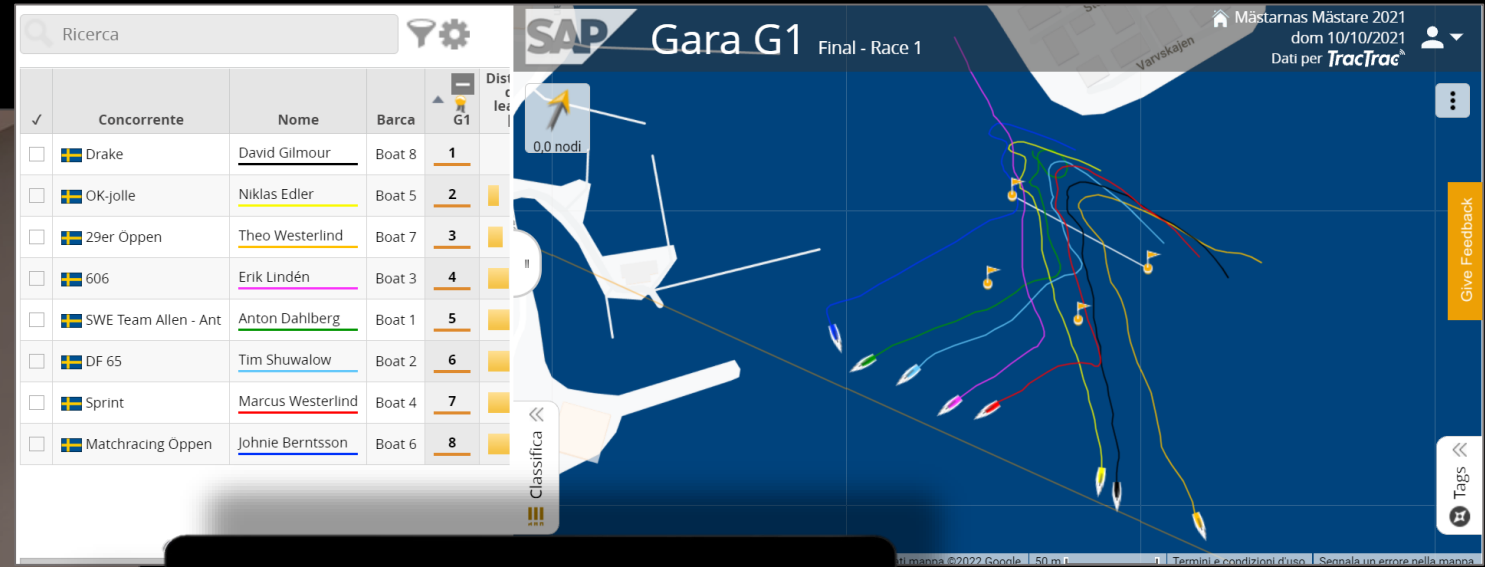 Ricerca
SAP
Gara G1 Final - Race 1
Mästarnas Mästare 2021
dom 10/10/2021
Dati per TracTrac
Varvskajen
0,0 nodi
✓ Concorrente Nome Barca G1
Drake David Gilmour Boat 8 1
OK-jolle Niklas Edler Boat 5 2
29er Öppen Theo Westerlind Boat 7 3
606 Erik Lindén Boat 3 4
SWE Team Allen - Ant Anton Dahlberg Boat 1 5
DF 65 Tim Shuwalow Boat 2 6
Sprint Marcus Westerlind Boat 4 7
Matchracing Öppen Johnie Berntsson Boat 6 8
Classifica
Give Feedback
Tags
mappa ©2022 Google 50 m Termini e condizioni d'uso Segnala un errore nella mappa